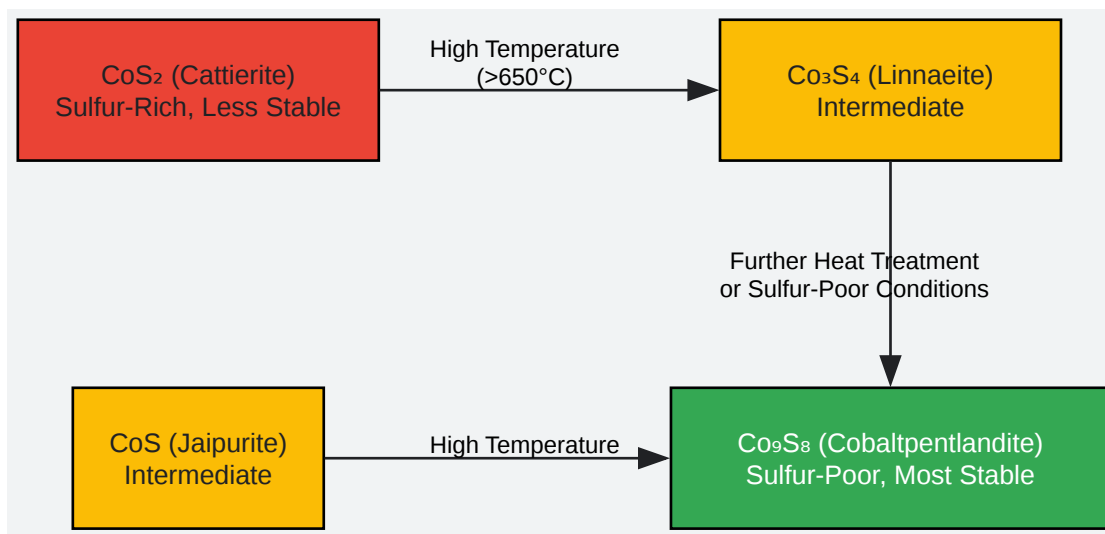 CoS₂ (Cattierite)
Sulfur-Rich, Less Stable
High Temperature
(>650°C)
Co₃S₄ (Linnaeite)
Intermediate
Further Heat Treatment
or Sulfur-Poor Conditions
CoS (Jaipurite)
Intermediate
High Temperature
Co₉S₈ (Cobaltpentlandite)
Sulfur-Poor, Most Stable